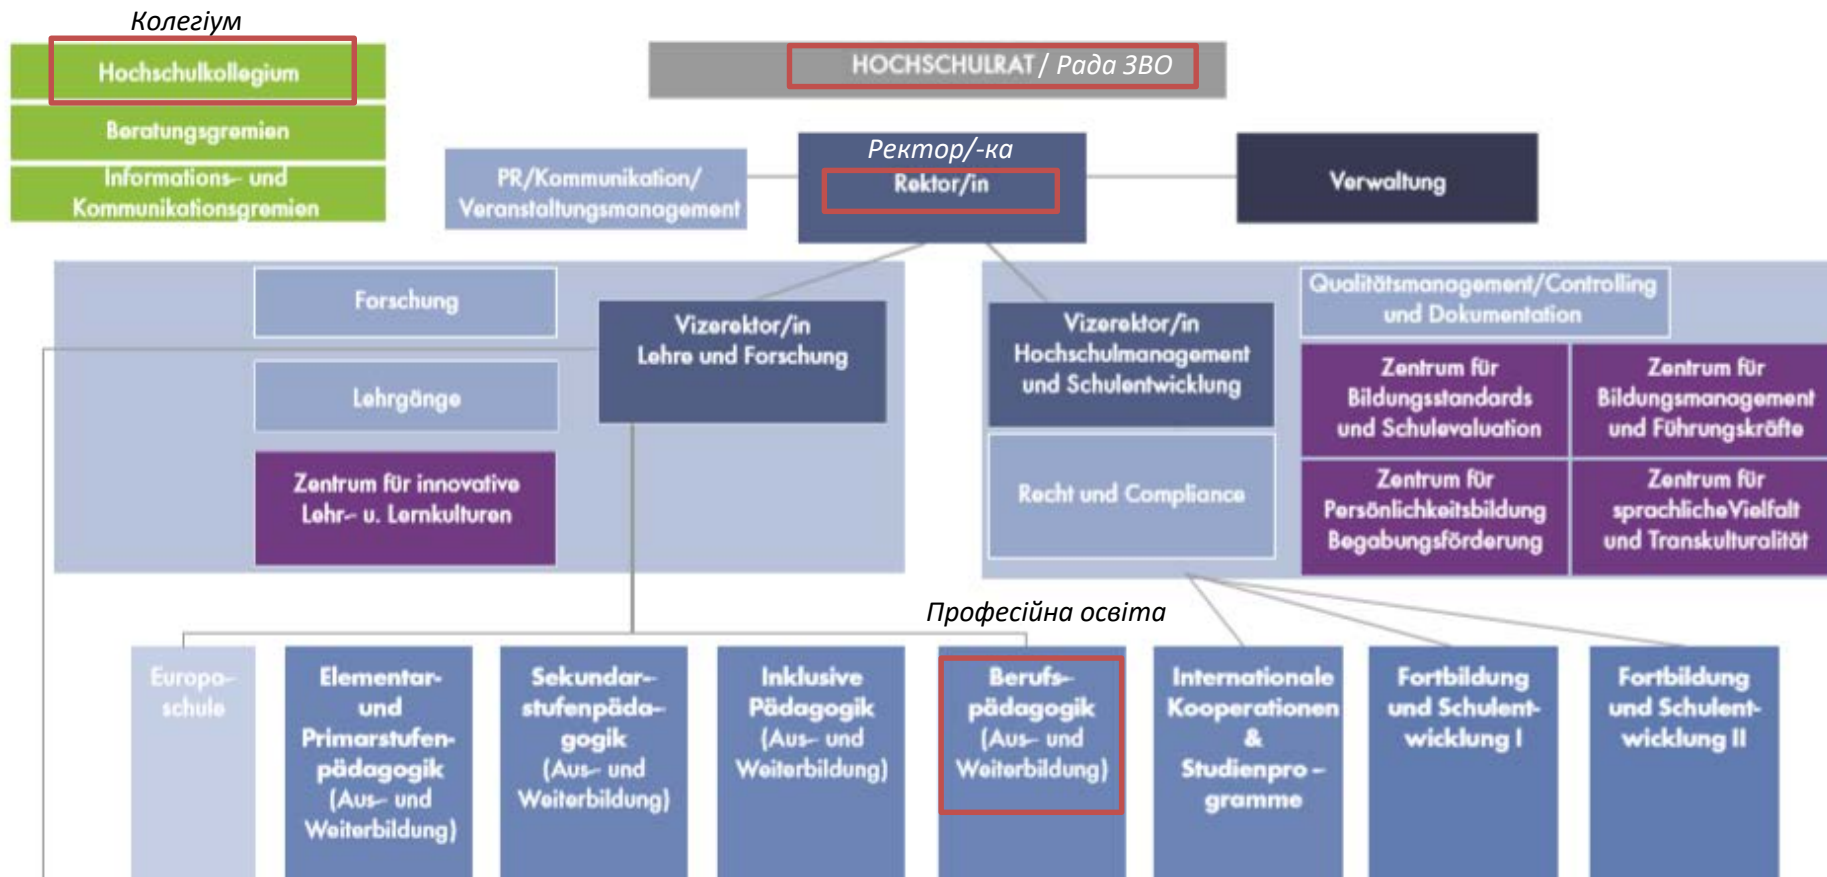 Колегіум
Hochschulkollegium
Beratungsgremien
Informations- und
Kommunikationsgremien
HOCHSCHULRAT / Рада ЗВО
PR/Kommunikation/
Veranstaltungsmanagement
Ректор/-ка
Rektor/in
Verwaltung
Forschung
Lehrgänge
Zentrum für innovative
Lehr- u. Lernkulturen
Vizerektor/in
Lehre und Forschung
Vizerektor/in
Hochschulmanagement
und Schulentwicklung
Recht und Compliance
Qualitätsmanagement/Controlling
und Dokumentation
Zentrum für
Bildungsstandards
und Schulevaluation
Zentrum für
Bildungsmanagement
und Führungskräfte
Zentrum für
Persönlichkeitsbildung
Begabungsförderung
Zentrum für
sprachlicheVielfalt
und Transkulturalität
Професійна освіта
Europa-
schule
Elementar-
und
Primarstufen-
pädagogik
(Aus- und
Weiterbildung)
Sekundar-
stufenpäda-
gogik
(Aus- und
Weiterbildung)
Inklusive
Pädagogik
(Aus- und
Weiterbildung)
Berufs-
pädagogik
(Aus- und
Weiterbildung)
Internationale
Kooperationen
&
Studienpro-
gramme
Fortbildung
und Schulent-
wicklung I
Fortbildung
und Schulent-
wicklung II